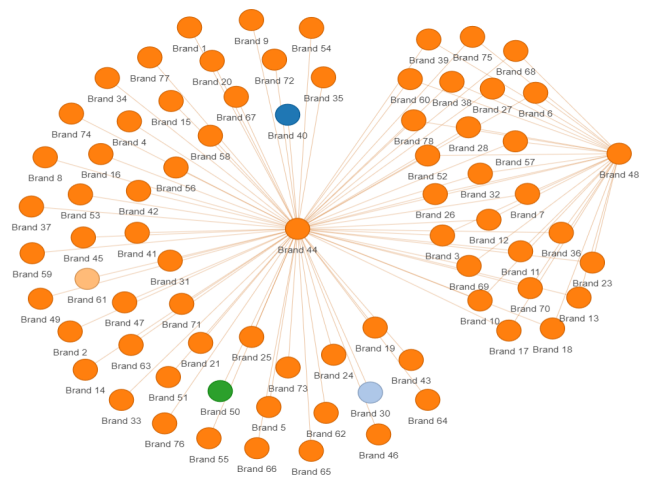 Brand 9
Brand 1
Brand 54
Brand 39
Brand 75
Brand 68
Brand 77
Brand 20
Brand 72
Brand 34
Brand 35
Brand 60
Brand 38
Brand 27
Brand 6
Brand 15
Brand 67
Brand 74
Brand 4
Brand 40
Brand 78
Brand 28
Brand 58
Brand 57
Brand 8
Brand 16
Brand 52
Brand 48
Brand 56
Brand 32
Brand 53
Brand 42
Brand 26
Brand 7
Brand 37
Brand 12
Brand 44
Brand 45
Brand 41
Brand 3
Brand 36
Brand 59
Brand 31
Brand 11
Brand 61
Brand 69
Brand 23
Brand 49
Brand 47
Brand 71
Brand 10
Brand 70
Brand 13
Brand 2
Brand 19
Brand 17
Brand 18
Brand 63
Brand 21
Brand 25
Brand 14
Brand 24
Brand 43
Brand 51
Brand 73
Brand 33
Brand 50
Brand 30
Brand 64
Brand 5
Brand 62
Brand 76
Brand 55
Brand 46
Brand 66
Brand 65